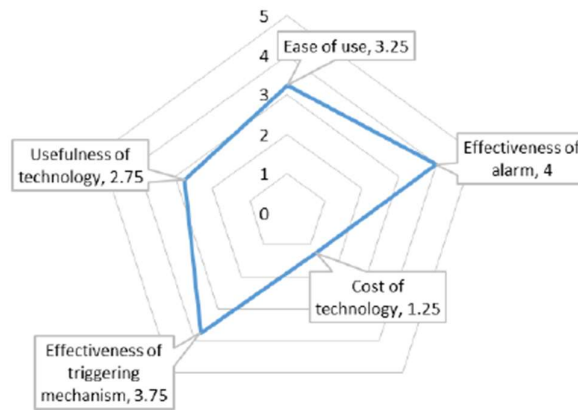 5
Ease of use, 3.25
4
3
2
1
0
Effectiveness of
alarm, 4
Usefulness of
technology, 2.75
Cost of
technology, 1.25
Effectiveness of
triggering
mechanism, 3.75